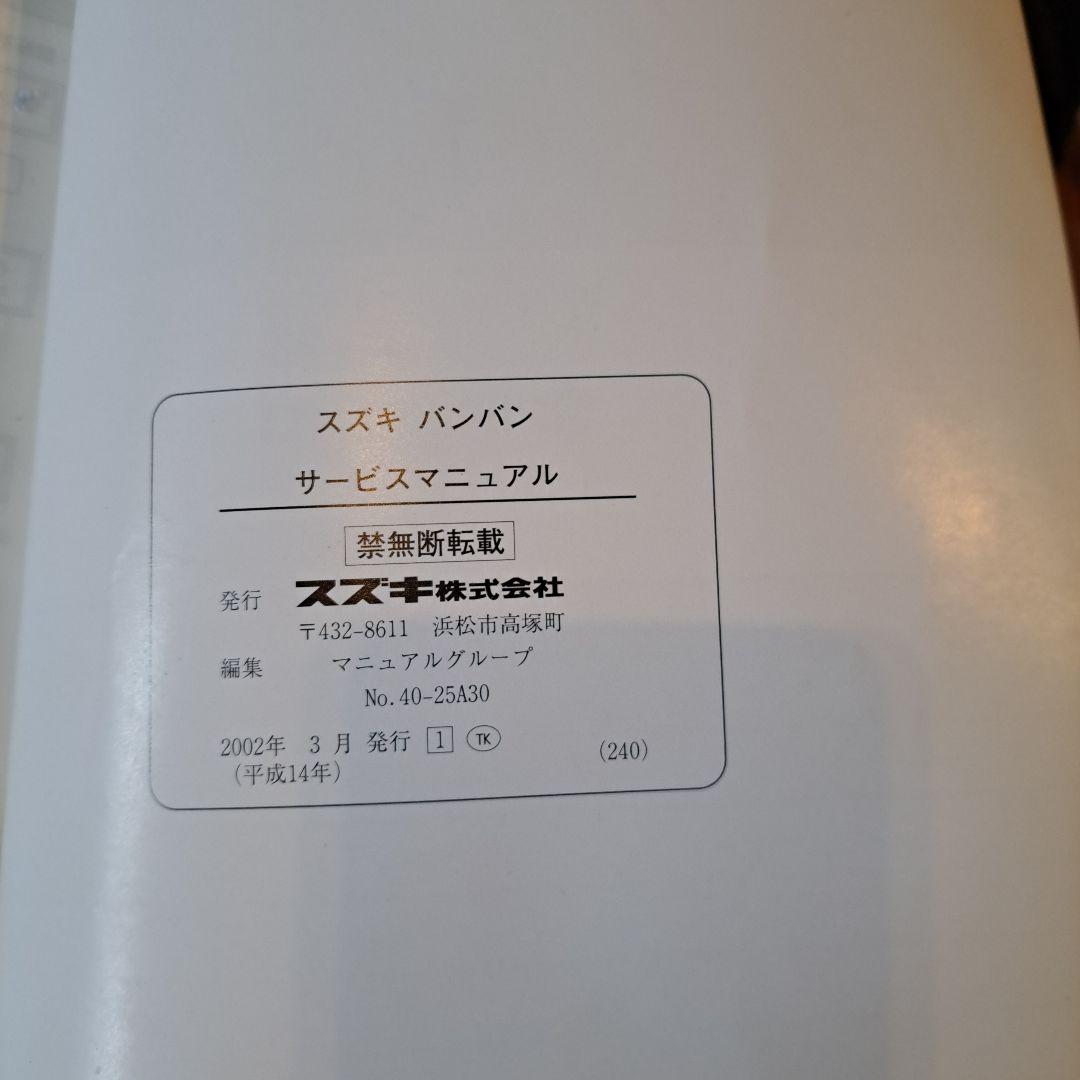 スズキ バンバン
サービスマニュアル
禁無断転載
発行 スズキ株式会社
〒432-8611 浜松市高塚町
編集 マニュアルグループ
No.40-25A30
2002年 3月 発行 1 TK (240)
(平成14年)